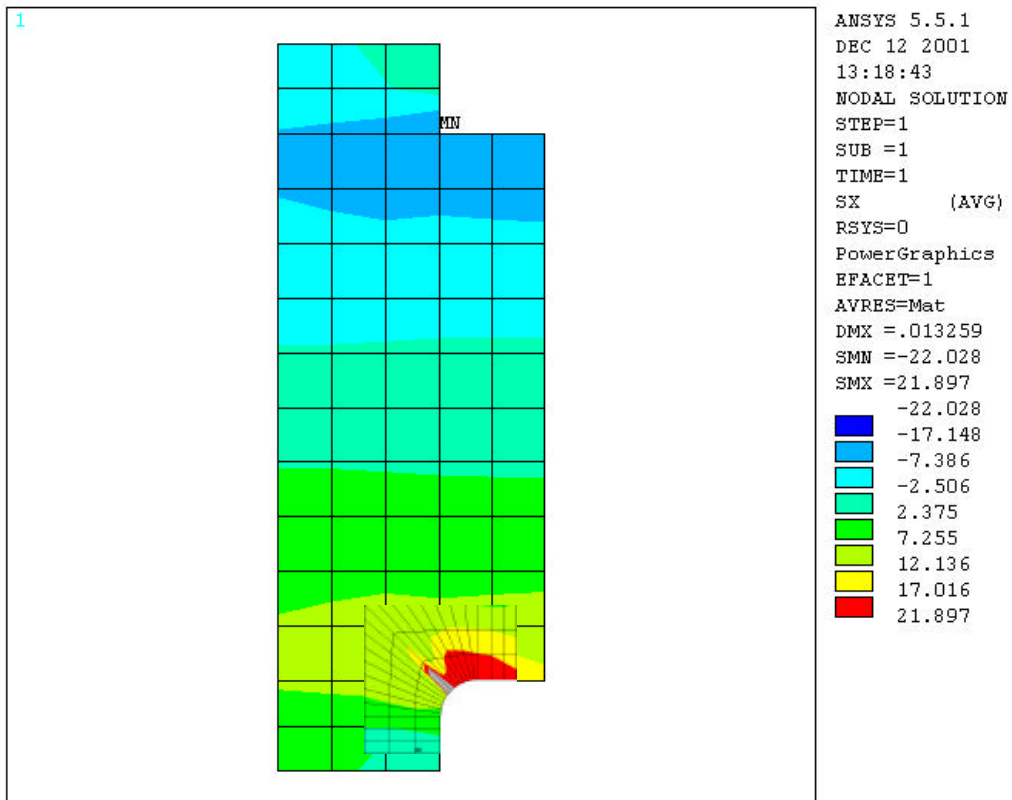 1
MN
ANSYS 5.5.1
DEC 12 2001
13:18:43
NODAL SOLUTION
STEP=1
SUB =1
TIME=1
SX (AVG)
RSYS=0
PowerGraphics
EFACET=1
AVRES=Mat
DMX =.013259
SMN =-22.028
SMX =21.897
-22.028
-17.148
-7.386
-2.506
2.375
7.255
12.136
17.016
21.897